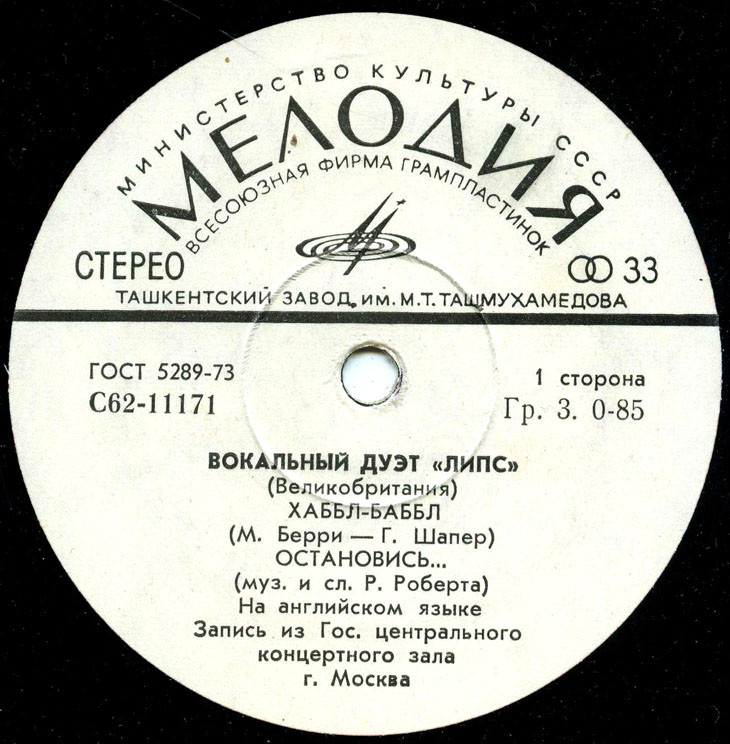 МИНИСТЕРСТВО КУЛЬТУРЫ СССР
МЕЛОДИЯ
ВСЕСОЮЗНАЯ ФИРМА ГРАМПЛАСТИНОК
СТЕРЕО 33
ТАШКЕНТСКИЙ ЗАВОД им. М.Т. ТАШМУХАМЕДОВА
ГОСТ 5289-73 1 сторона
С62-11171 Гр. 3. 0-85
ВОКАЛЬНЫЙ ДУЭТ «ЛИПС»
(Великобритания)
ХАББЛ-БАББЛ
(М. Берри — Г. Шапер)
ОСТАНОВИСЬ...
(муз. и сл. Р. Роберта)
На английском языке
Запись из Гос. центрального
концертного зала
г. Москва